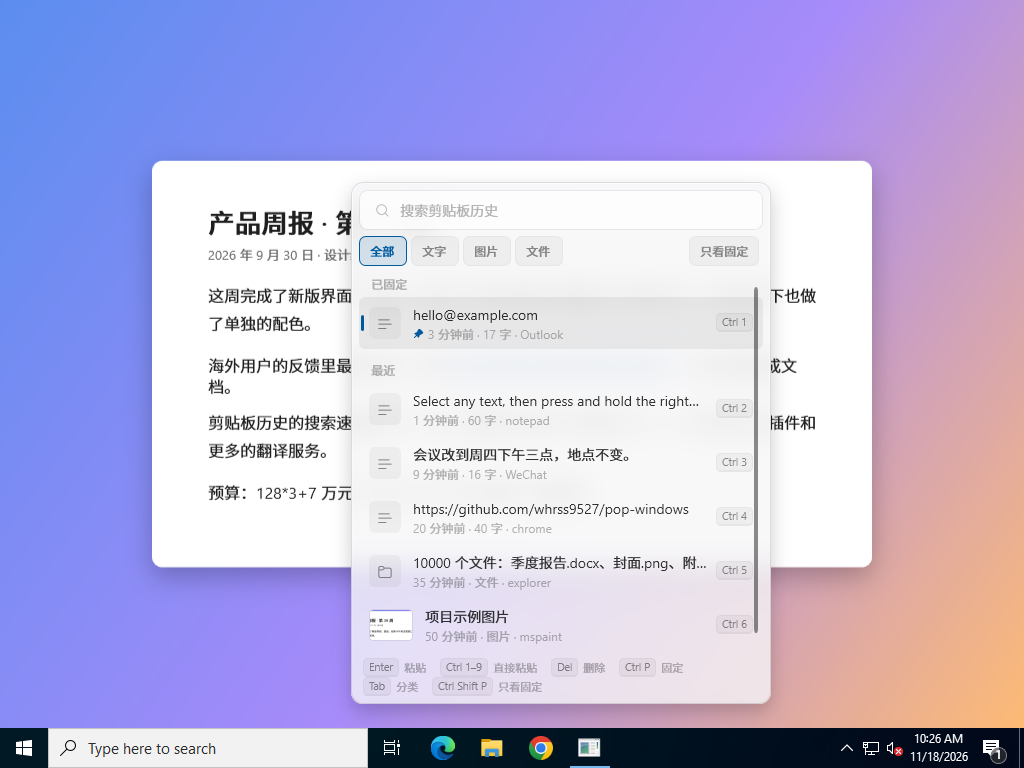 产品周报 · 第
2026 年 9 月 30 日 · 设计
这周完成了新版界面
下也做
了单独的配色。
海外用户的反馈里最
成文
档。
剪贴板历史的搜索速
插件和
更多的翻译服务。
预算：128*3+7 万元
搜索剪贴板历史
全部 文字 图片 文件 只看固定
已固定
hello@example.com
3 分钟前 · 17 字 · Outlook
Ctrl 1
最近
Select any text, then press and hold the right...
1 分钟前 · 60 字 · notepad
Ctrl 2
会议改到周四下午三点，地点不变。
9 分钟前 · 16 字 · WeChat
Ctrl 3
https://github.com/whrss9527/pop-windows
20 分钟前 · 40 字 · chrome
Ctrl 4
10000 个文件：季度报告.docx、封面.png、附...
35 分钟前 · 文件 · explorer
Ctrl 5
项目示例图片
50 分钟前 · 图片 · mspaint
Ctrl 6
Enter 粘贴 Ctrl 1–9 直接粘贴 Del 删除 Ctrl P 固定
Tab 分类 Ctrl Shift P 只看固定
Type here to search
10:26 AM
11/18/2026
1